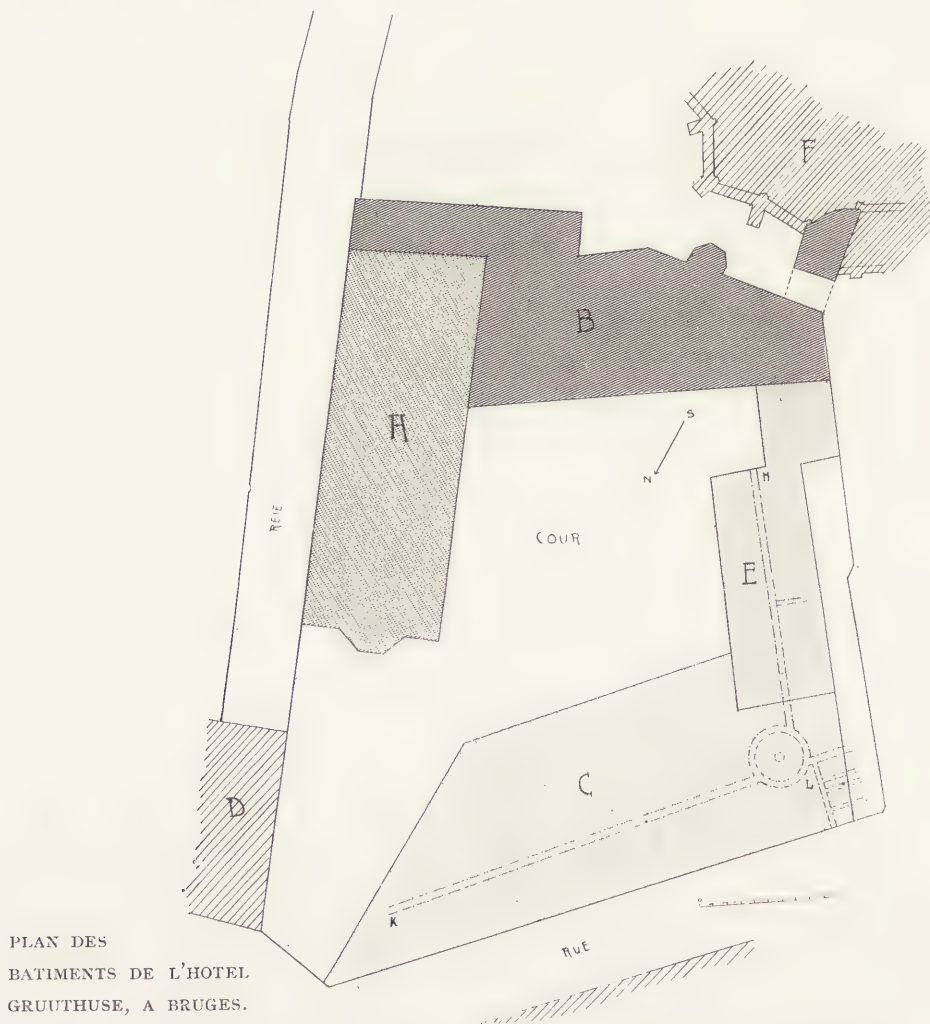 F
B
A
S
N
M
REIE
COUR
E
D
C
L
K
RUE
PLAN DES
BATIMENTS DE L'HOTEL
GRUUTHUSE, A BRUGES.